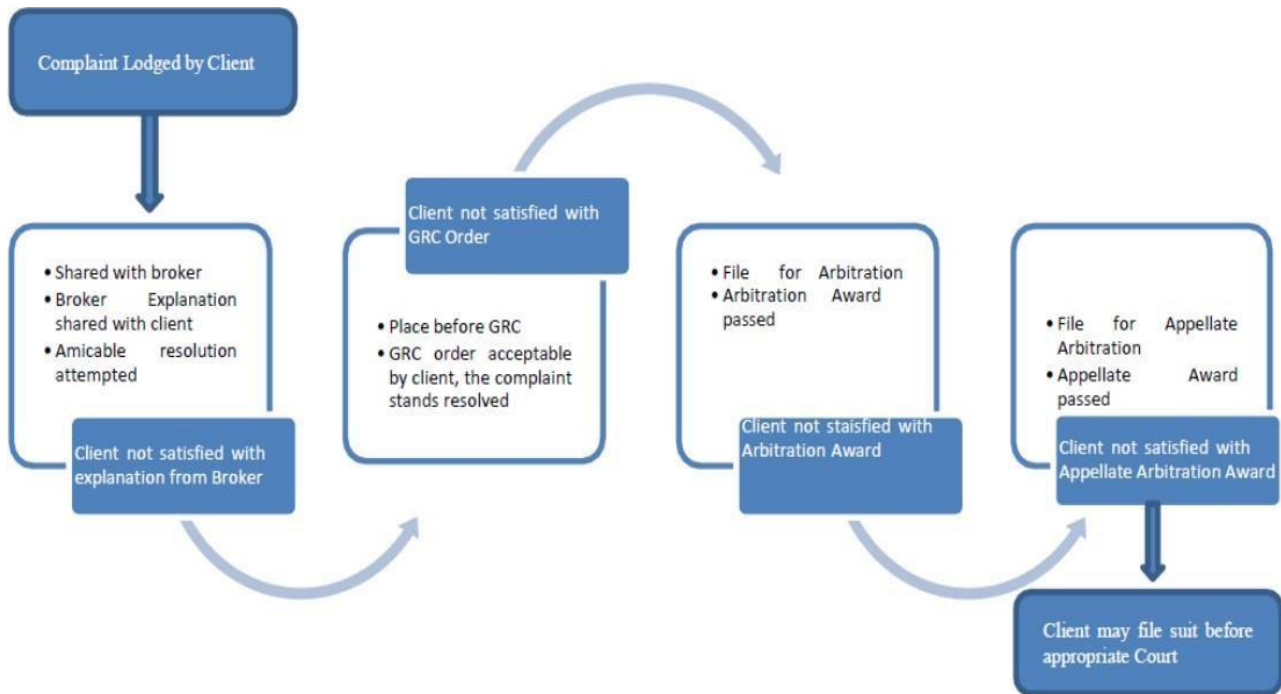 Complaint Lodged by Client
• Shared with broker
• Broker Explanation
shared with client
• Amicable resolution
attempted
Client not satisfied with
explanation from Broker
Client not satisfied with
GRC Order
• Place before GRC
• GRC order acceptable
by client, the complaint
stands resolved
• File for Arbitration
• Arbitration Award
passed
Client not staisfied with
Arbitration Award
• File for Appellate
Arbitration
• Appellate Award
passed
Client not satisfied with
Appellate Arbitration Award
Client may file suit before
appropriate Court